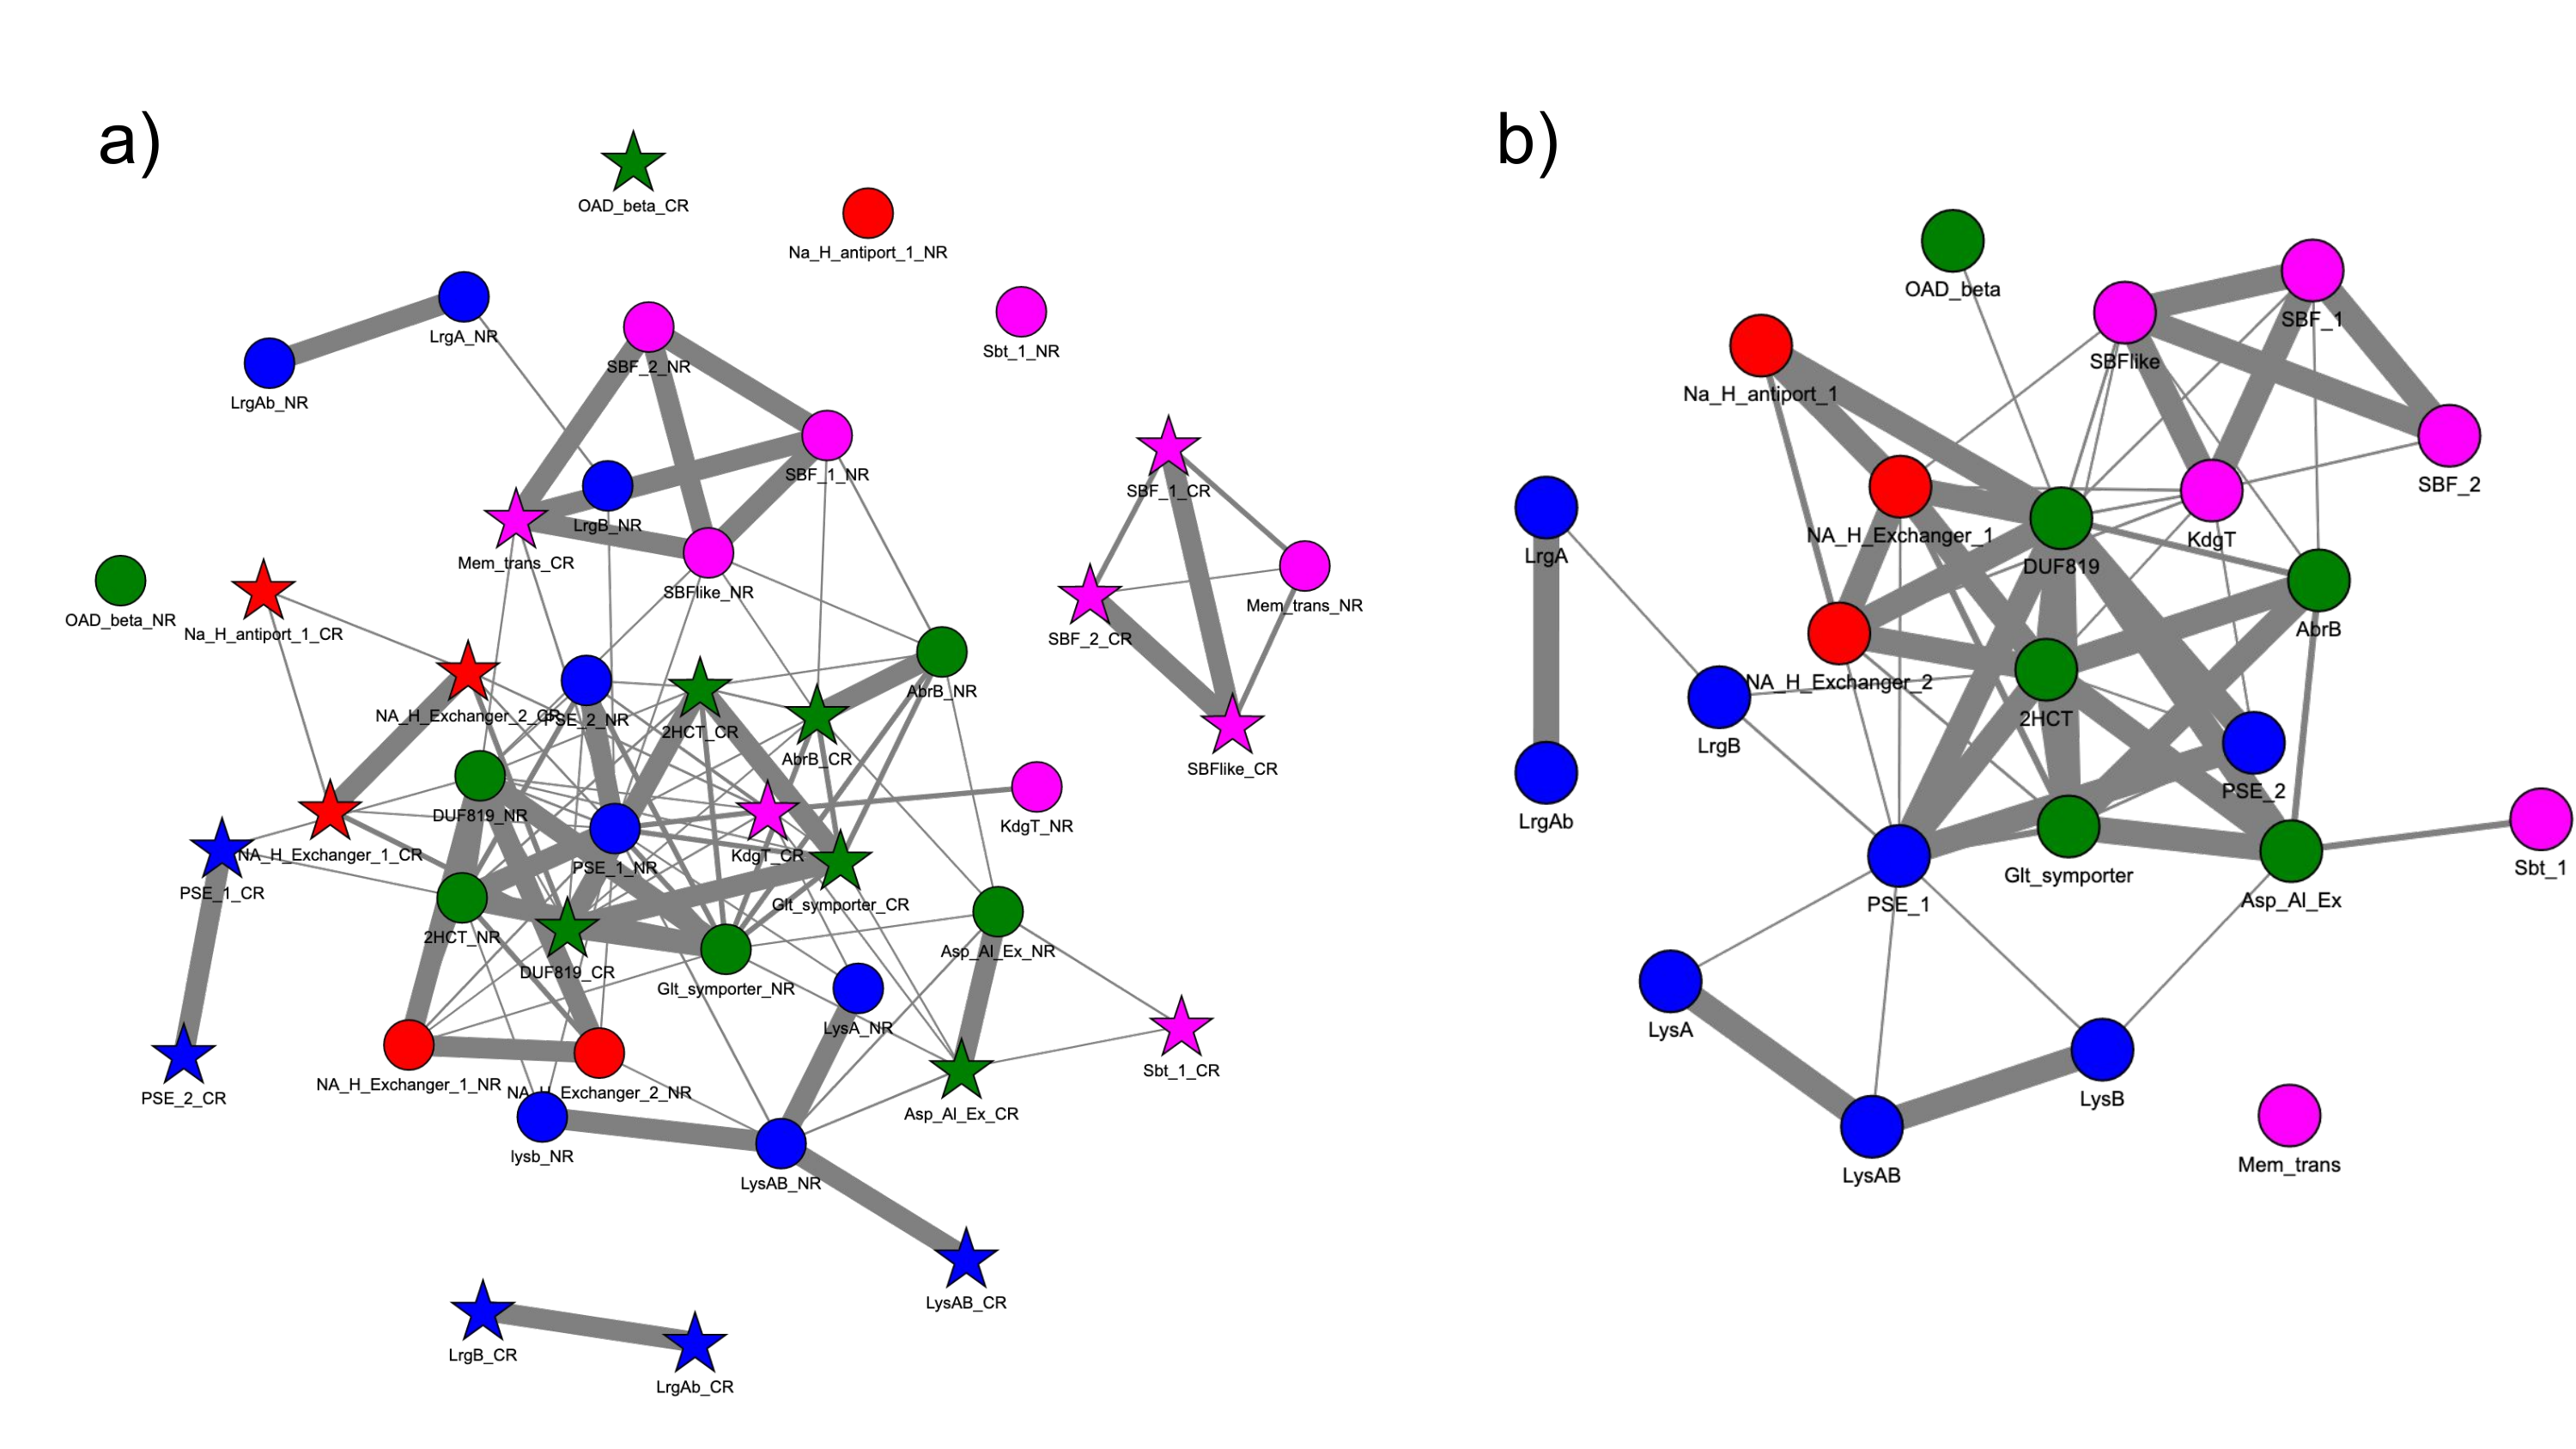 a)
OAD_beta_CR
Na_H_antiport_1_NR
LrgA_NR
Sbt_1_NR
SBF_2_NR
LrgAb_NR
SBF_1_NR
SBF_1_CR
LrgB_NR
Mem_trans_CR
SBFlike_NR
Mem_trans_NR
OAD_beta_NR
Na_H_antiport_1_CR
SBF_2_CR
AbrB_NR
NA_H_Exchanger_2_CR
PSE_2_NR
2HCT_CR
AbrB_CR
SBFlike_CR
DUF819_NR
KdgT_NR
NA_H_Exchanger_1_CR
KdgT_CR
PSE_1_NR
PSE_1_CR
Glt_symporter_CR
2HCT_NR
Asp_Al_Ex_NR
DUF819_CR
Glt_symporter_NR
LysA_NR
Sbt_1_CR
NA_H_Exchanger_1_NR
NA_H_Exchanger_2_NR
PSE_2_CR
Asp_Al_Ex_CR
lysb_NR
LysAB_NR
LysAB_CR
LrgB_CR
LrgAb_CR
b)
OAD_beta
SBF_1
SBFlike
Na_H_antiport_1
SBF_2
NA_H_Exchanger_1
KdgT
LrgA
DUF819
AbrB
NA_H_Exchanger_2
2HCT
LrgB
PSE_2
LrgAb
Sbt_1
Glt_symporter
Asp_Al_Ex
PSE_1
LysA
LysB
Mem_trans
LysAB